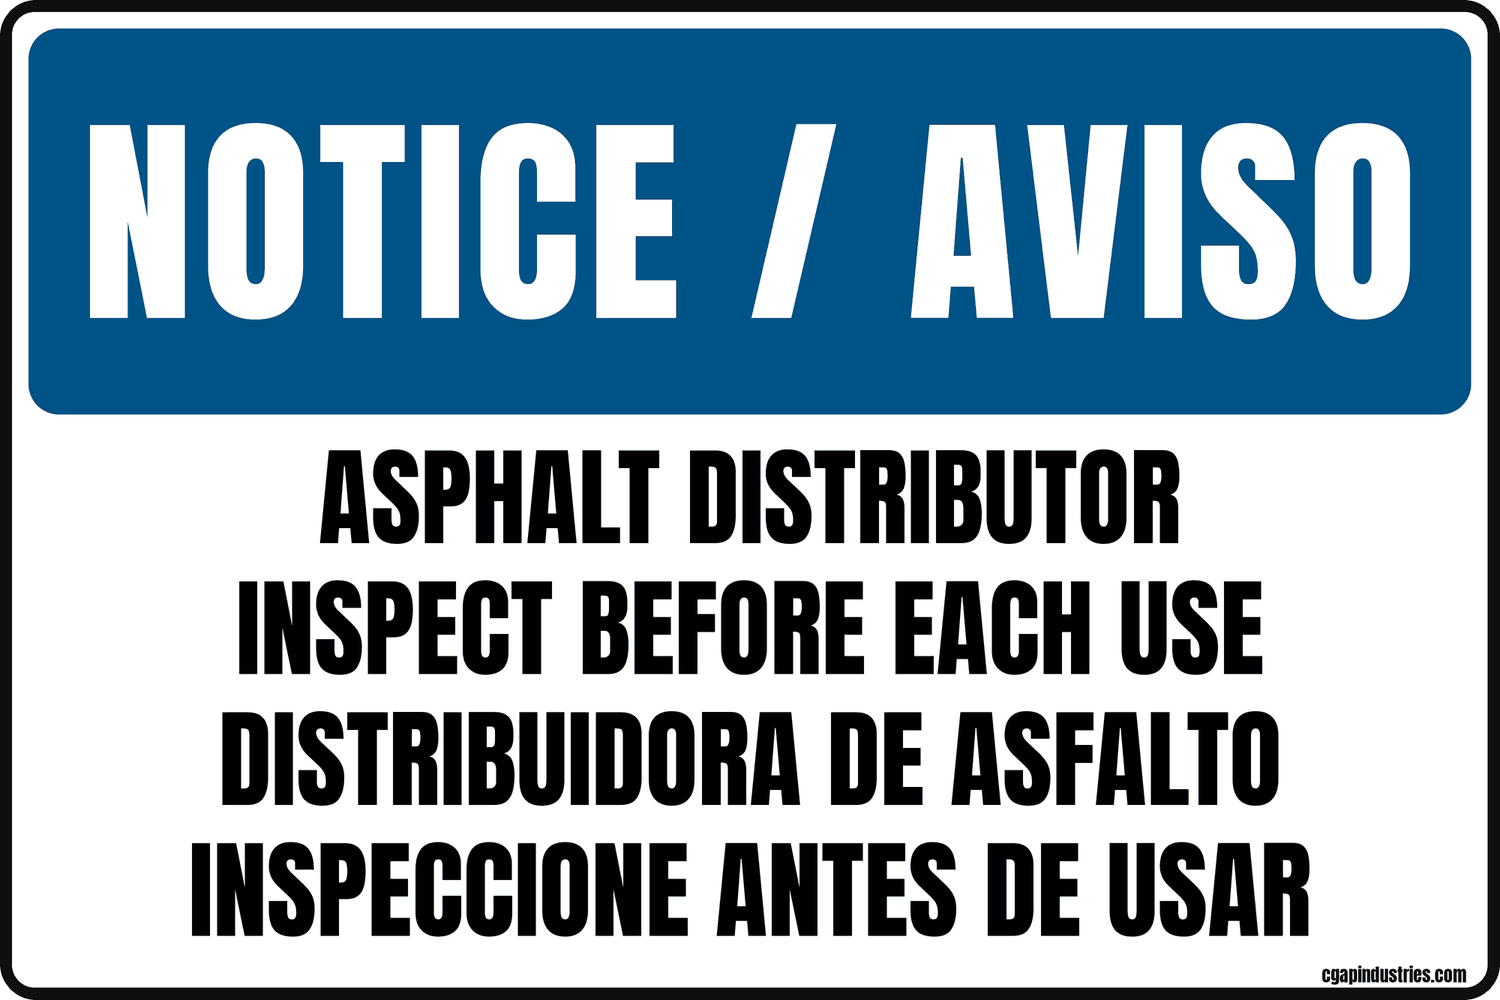 NOTICE / AVISO
ASPHALT DISTRIBUTOR
INSPECT BEFORE EACH USE
DISTRIBUIDORA DE ASFALTO
INSPECCIONE ANTES DE USAR
cgapindustries.com